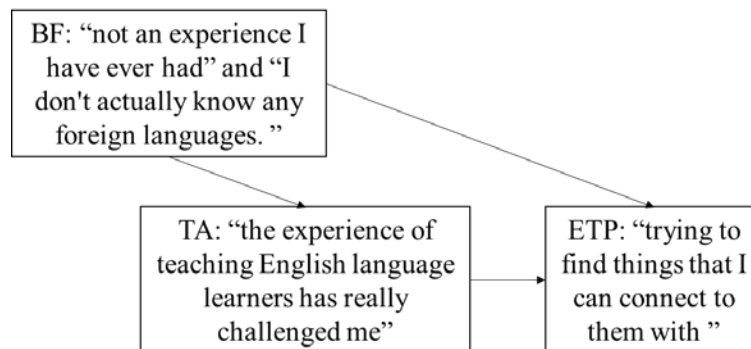 BF: “not an experience I
have ever had” and “I
don't actually know any
foreign languages. ”
TA: “the experience of
teaching English language
learners has really
challenged me”
ETP: “trying to
find things that I
can connect to
them with ”